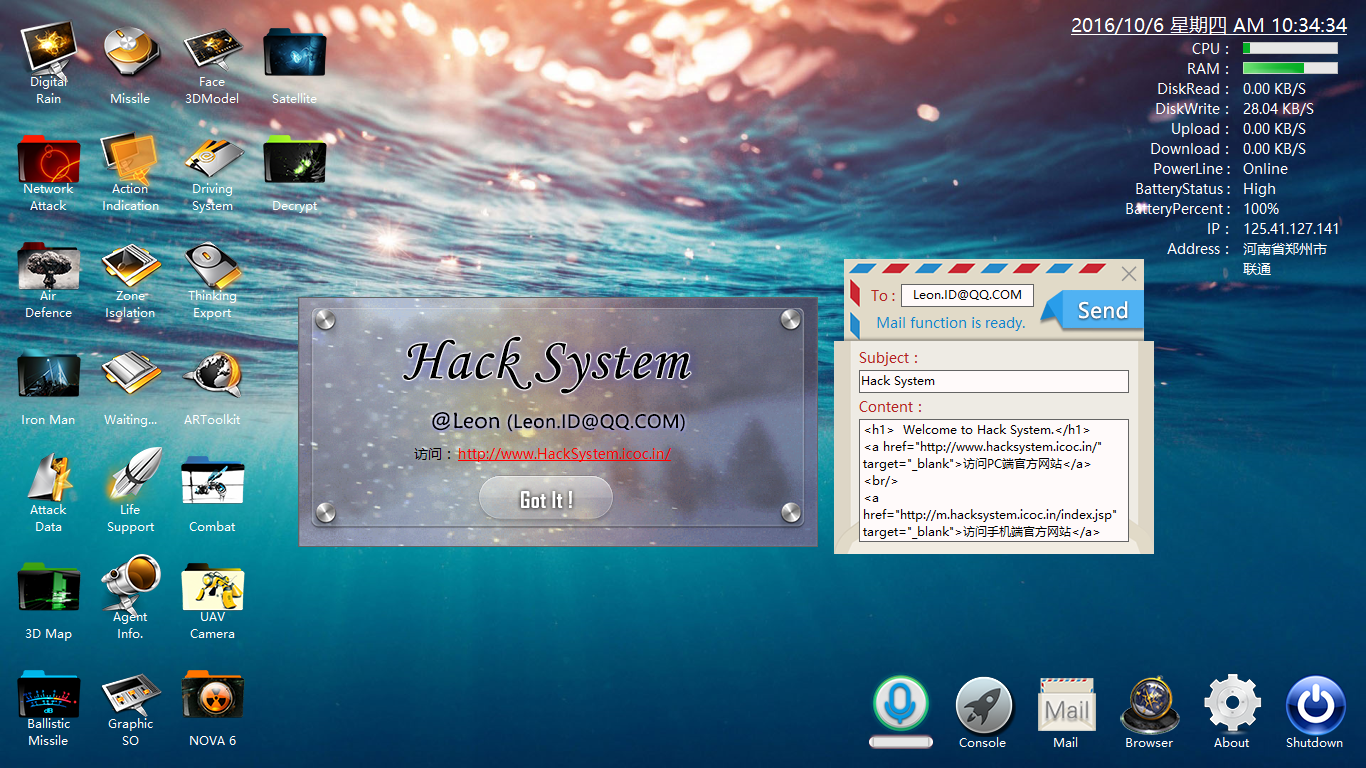 2016/10/6 星期四 AM 10:34:34
CPU :
RAM :
DiskRead : 0.00 KB/S
DiskWrite : 28.04 KB/S
Upload : 0.00 KB/S
Download : 0.00 KB/S
PowerLine : Online
BatteryStatus : High
BatteryPercent : 100%
IP : 125.41.127.141
Address : 河南省郑州市
联通
Digital
Rain
Missile
Face
3DModel
Satellite
Network
Attack
Action
Indication
Driving
System
Decrypt
Air
Defence
Zone
Isolation
Thinking
Export
Iron Man
Waiting...
ARToolkit
Attack
Data
Life
Support
Combat
3D Map
Agent
Info.
UAV
Camera
Ballistic
Missile
Graphic
SO
NOVA 6
Hack System
@Leon (Leon.ID@QQ.COM)
访问：http://www.HackSystem.icoc.in/
Got It !
To : Leon.ID@QQ.COM
Send
Mail function is ready.
Subject :
Hack System
Content :
<h1> Welcome to Hack System.</h1>
<a href="http://www.hacksystem.icoc.in/"
target="_blank">访问PC端官方网站</a>
<br/>
<a
href="http://m.hacksystem.icoc.in/index.jsp"
target="_blank">访问手机端官方网站</a>
Console
Mail
Mail
Browser
About
Shutdown